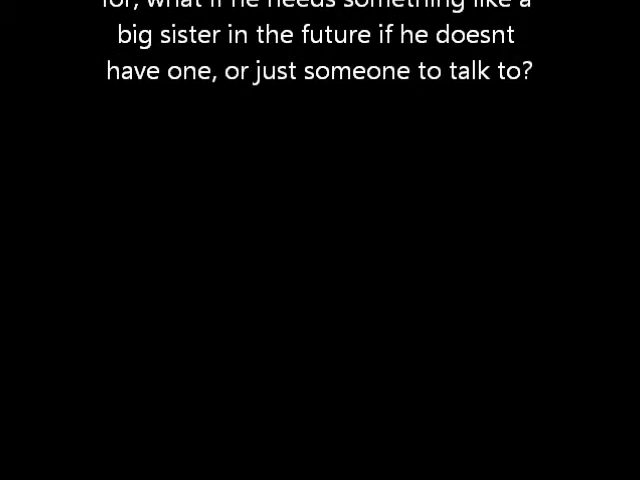 for, what if he needs something like a
big sister in the future if he doesnt
have one, or just someone to talk to?